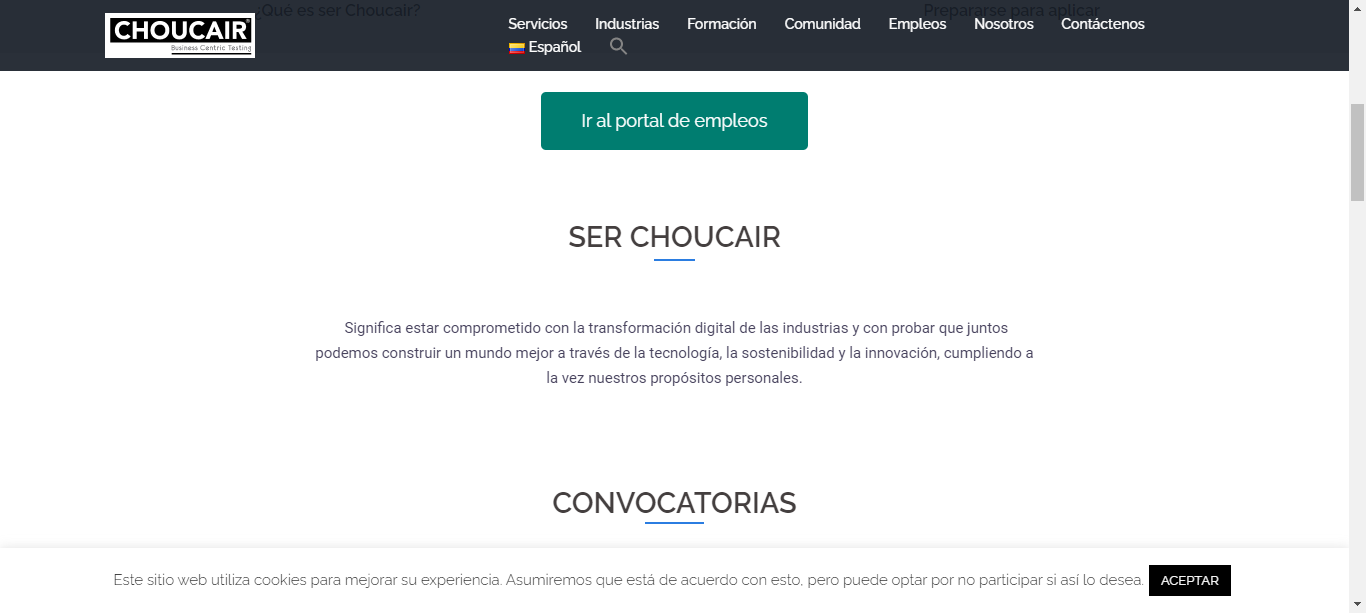 ¿Qué es ser Choucair?
Prepararse para aplicar
CHOUCAIR®
Business Centric Testing
Servicios Industrias Formación Comunidad Empleos Nosotros Contáctenos
Español
Ir al portal de empleos
SER CHOUCAIR
Significa estar comprometido con la transformación digital de las industrias y con probar que juntos
podemos construir un mundo mejor a través de la tecnología, la sostenibilidad y la innovación, cumpliendo a
la vez nuestros propósitos personales.
CONVOCATORIAS
Este sitio web utiliza cookies para mejorar su experiencia. Asumiremos que está de acuerdo con esto, pero puede optar por no participar si así lo desea. ACEPTAR